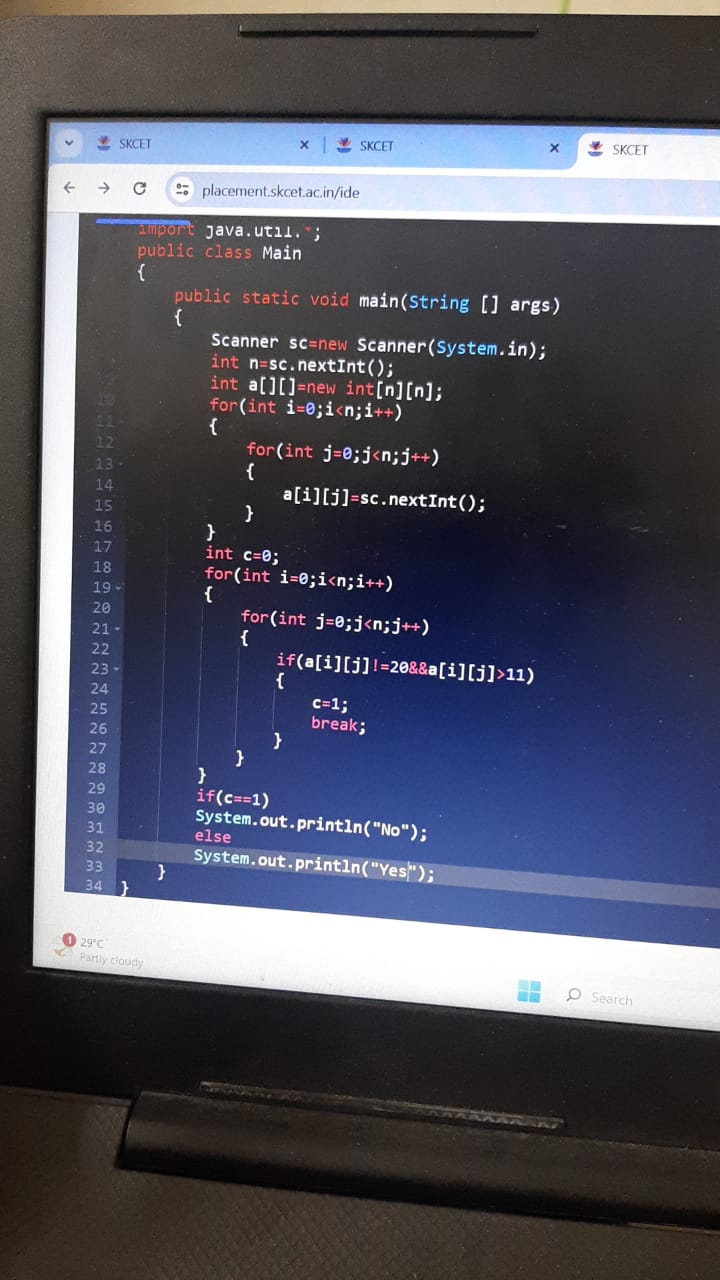 SKCET × SKCET × SKCET
placement.skcet.ac.in/ide
import java.util.*;
public class Main
{
public static void main(String [] args)
{
Scanner sc=new Scanner(System.in);
int n=sc.nextInt();
int a[][]=new int[n][n];
10 for(int i=0;i<n;i++)
11 {
12 for(int j=0;j<n;j++)
13 {
14 a[i][j]=sc.nextInt();
15 }
16 }
17 int c=0;
18 for(int i=0;i<n;i++)
19 {
20 for(int j=0;j<n;j++)
21 {
22 if(a[i][j]!=20&&a[i][j]>11)
23 {
24 c=1;
25 break;
26 }
27 }
28 }
29 if(c==1)
30 System.out.println("No");
31 else
32 System.out.println("Yes");
33 }
34 }
1 29°C
Partly cloudy
Search